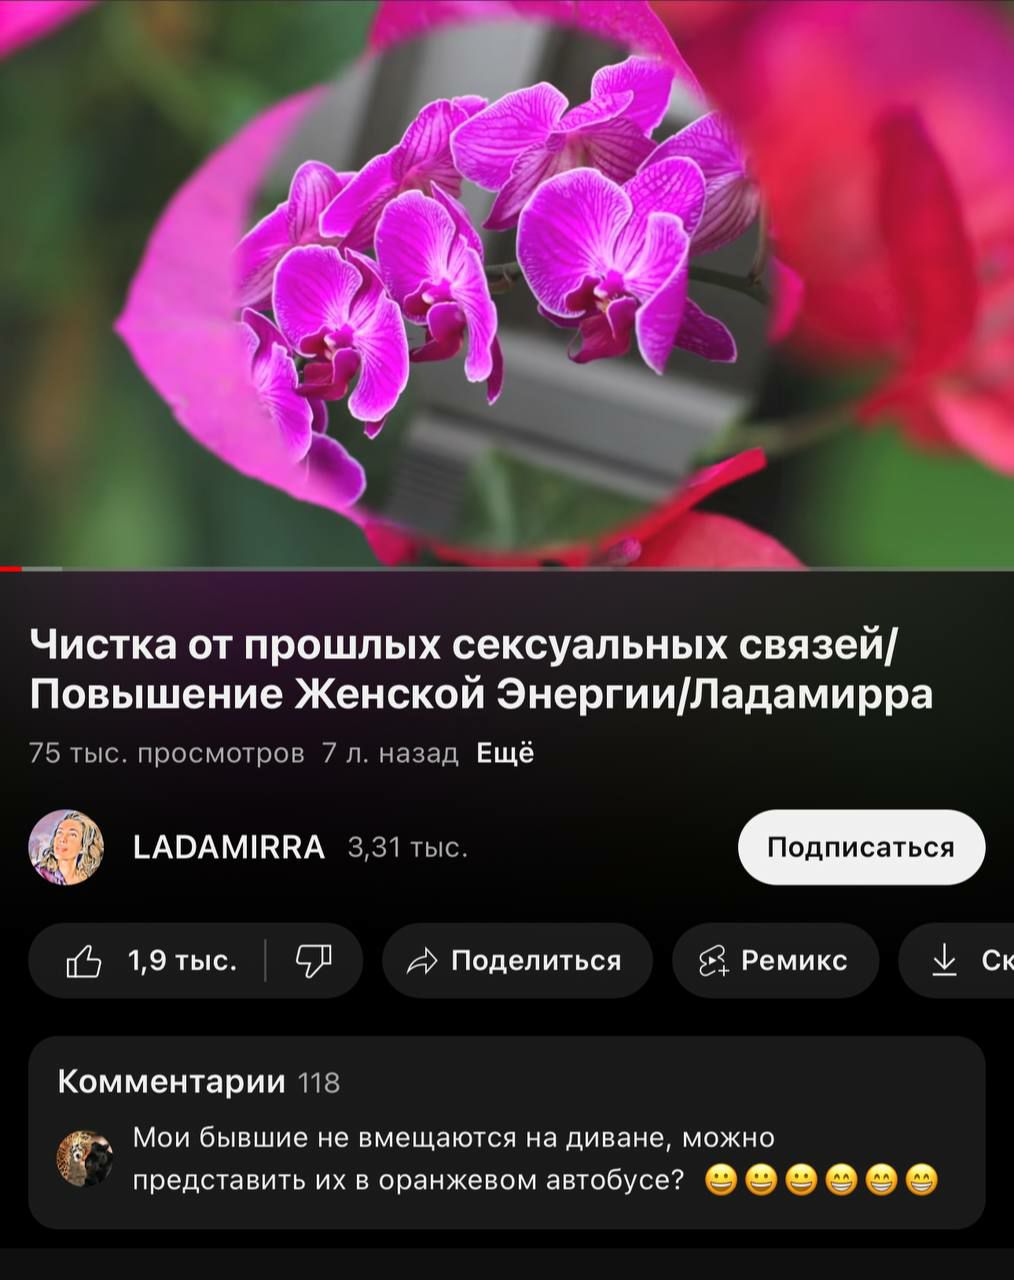 Чистка от прошлых сексуальных связей/
Повышение Женской Энергии/Ладамирра
75 тыс. просмотров 7 л. назад Ещё
LADAMIRRA 3,31 тыс.
Подписаться
1,9 тыс. Поделиться Ремикс Ск
Комментарии 118
Мои бывшие не вмещаются на диване, можно
представить их в оранжевом автобусе? 😀😀😀😁😁😁